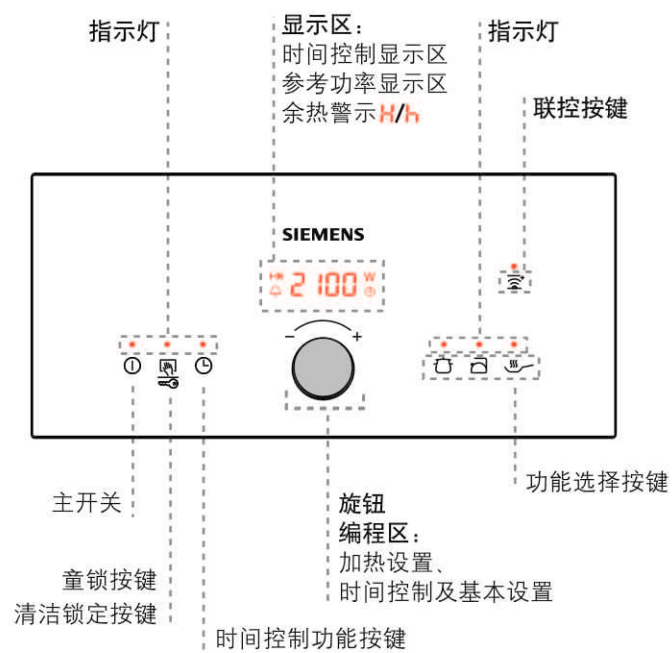 指示灯
显示区：
时间控制显示区
参考功率显示区
余热警示H/h
指示灯
联控按键
SIEMENS
2100 W
− +
主开关
童锁按键
清洁锁定按键
时间控制功能按键
旋钮
编程区：
加热设置、
时间控制及基本设置
功能选择按键